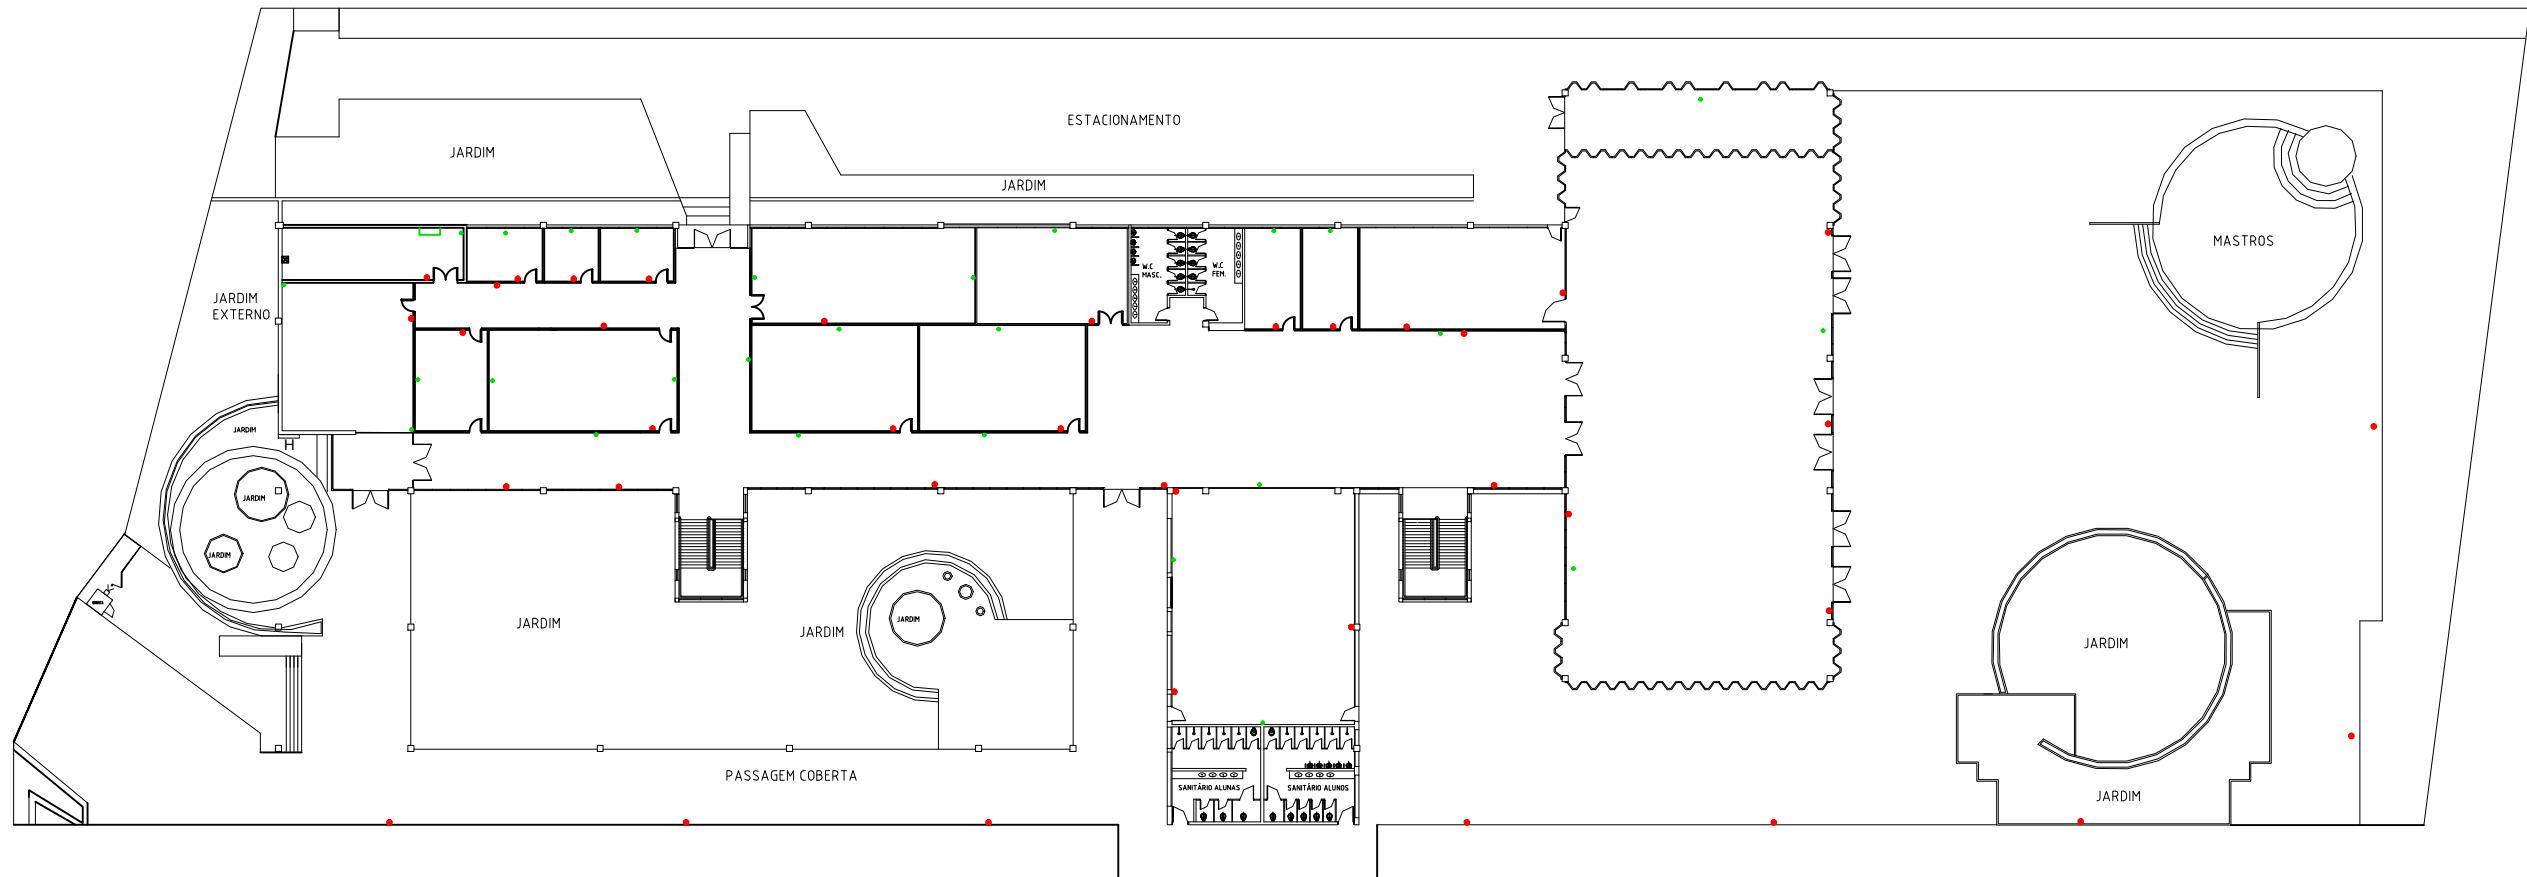 ESTACIONAMENTO
JARDIM
JARDIM
MASTROS
W.C
MASC.
W.C
FEM.
JARDIM
EXTERNO
JARDIM
JARDIM
JARDIM
JARDIM
JARDIM
JARDIM
JARDIM
PASSAGEM COBERTA
SANITÁRIO ALUNAS
SANITÁRIO ALUNOS
JARDIM